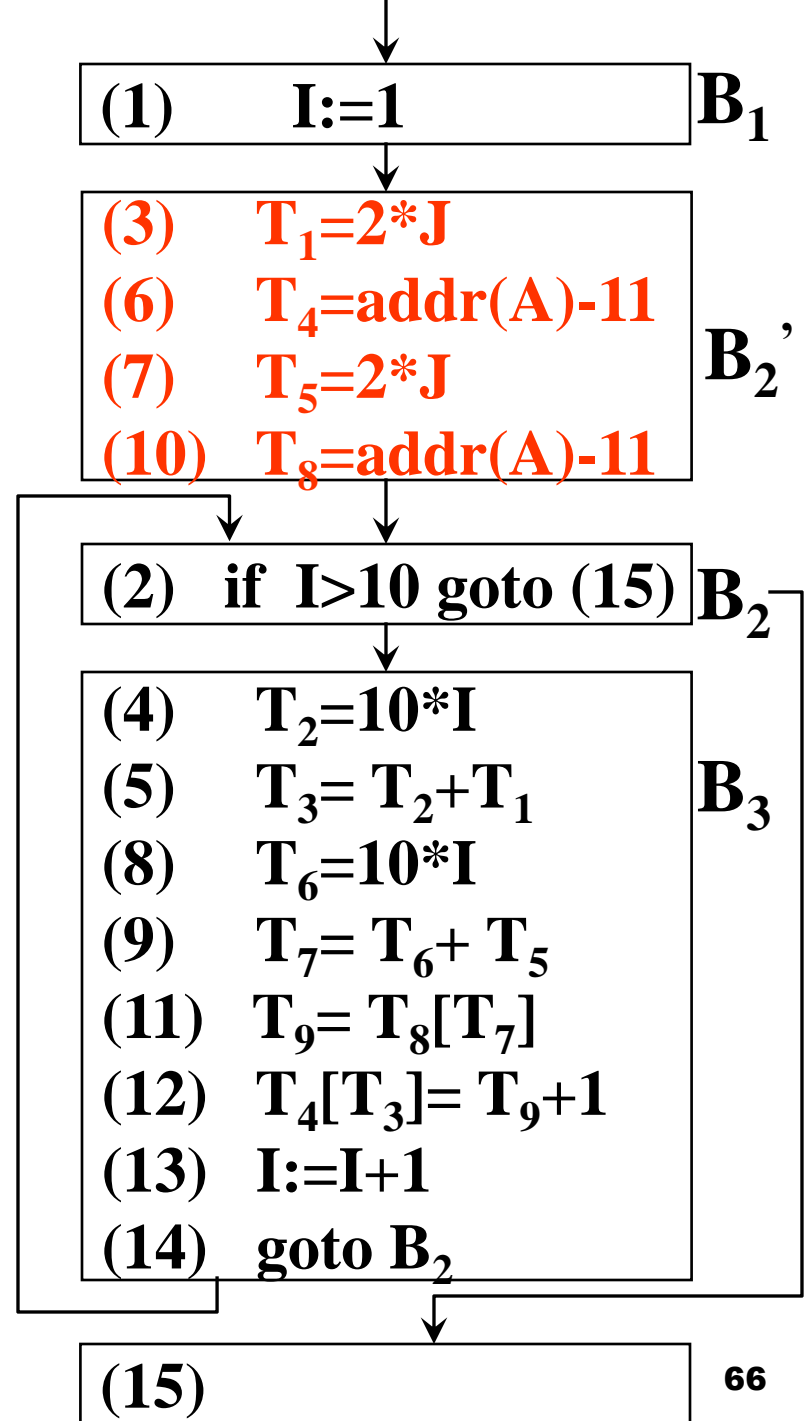 (1) I:=1 B₁
(3) T₁=2*J
(6) T₄=addr(A)-11
(7) T₅=2*J
B₂’
(10) T₈=addr(A)-11
(2) if I>10 goto (15) B₂
(4) T₂=10*I
(5) T₃= T₂+T₁ B₃
(8) T₆=10*I
(9) T₇= T₆+ T₅
(11) T₉= T₈[T₇]
(12) T₄[T₃]= T₉+1
(13) I:=I+1
(14) goto B₂
(15)
66